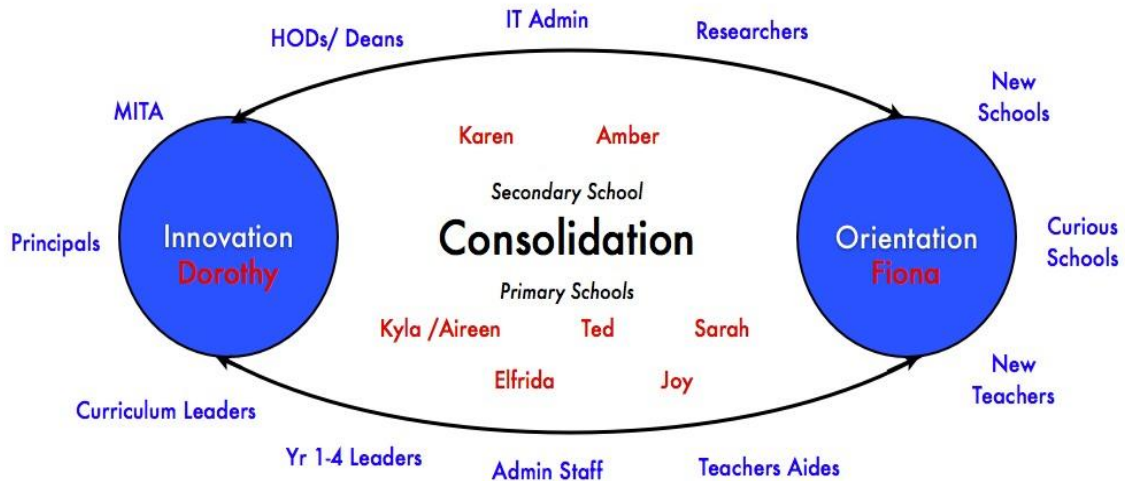 IT Admin
HODs/ Deans
Researchers
New
Schools
MITA
Karen
Amber
Secondary School
Principals
Innovation
Dorothy
Consolidation
Orientation
Fiona
Curious
Schools
Primary Schools
Kyla /Aireen
Ted
Sarah
Elfrida
Joy
New
Teachers
Curriculum Leaders
Yr 1-4 Leaders
Admin Staff
Teachers Aides